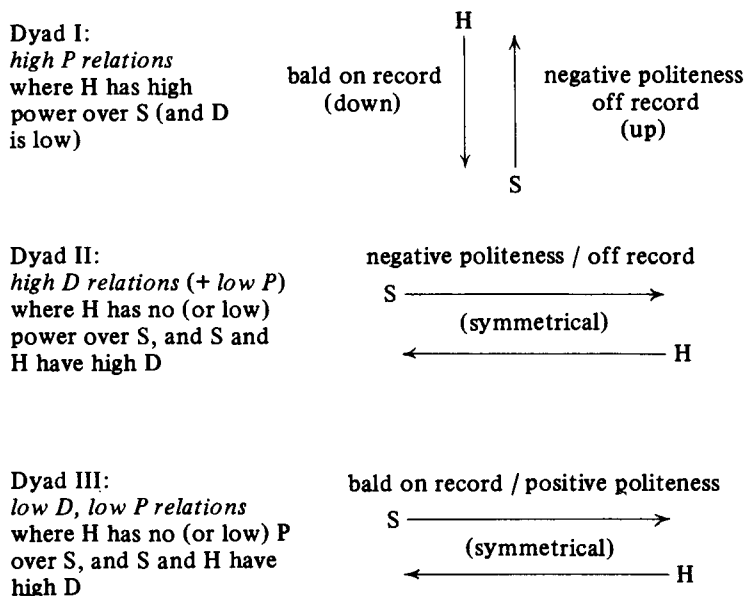 Dyad I:
high P relations
where H has high
power over S (and D
is low)
H
bald on record
(down)
negative politeness
off record
(up)
S
Dyad II:
high D relations (+ low P)
where H has no (or low)
power over S, and S and
H have high D
negative politeness / off record
S
(symmetrical)
H
Dyad III:
low D, low P relations
where H has no (or low) P
over S, and S and H have
high D
bald on record / positive politeness
S
(symmetrical)
H